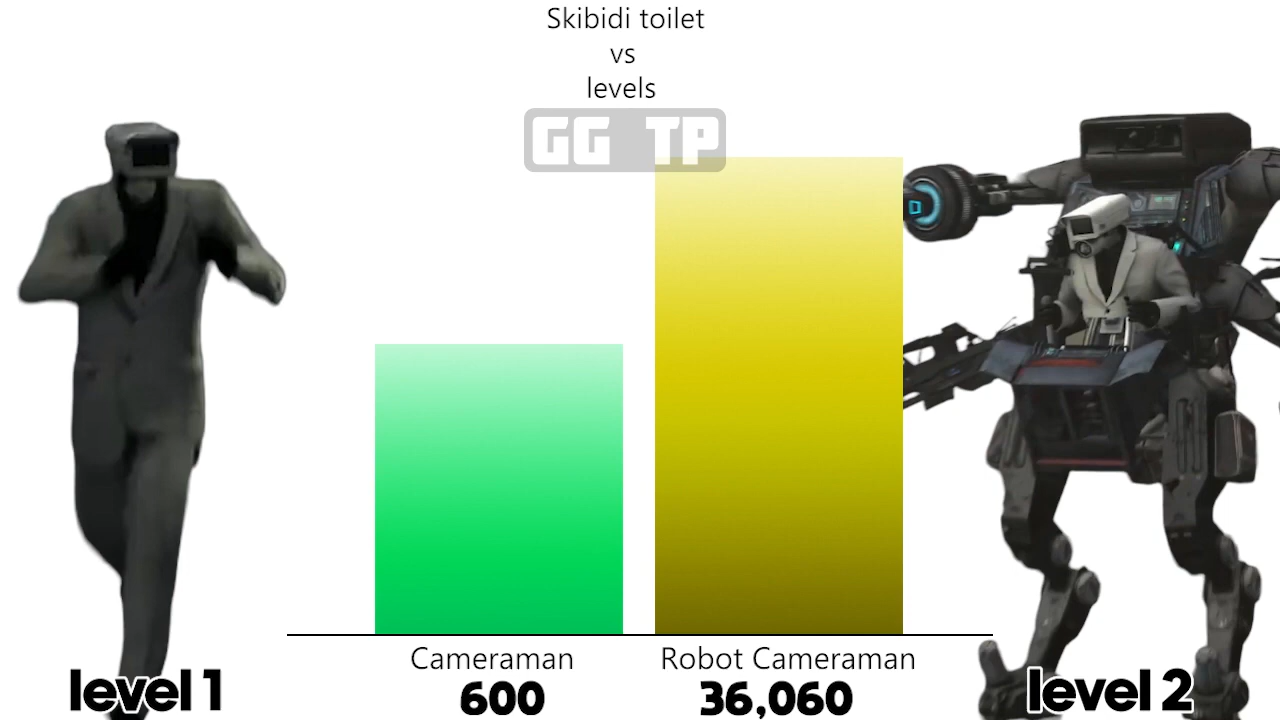 Skibidi toilet
vs
levels
GG TP
Cameraman
600
Robot Cameraman
36,060
level 1
level 2